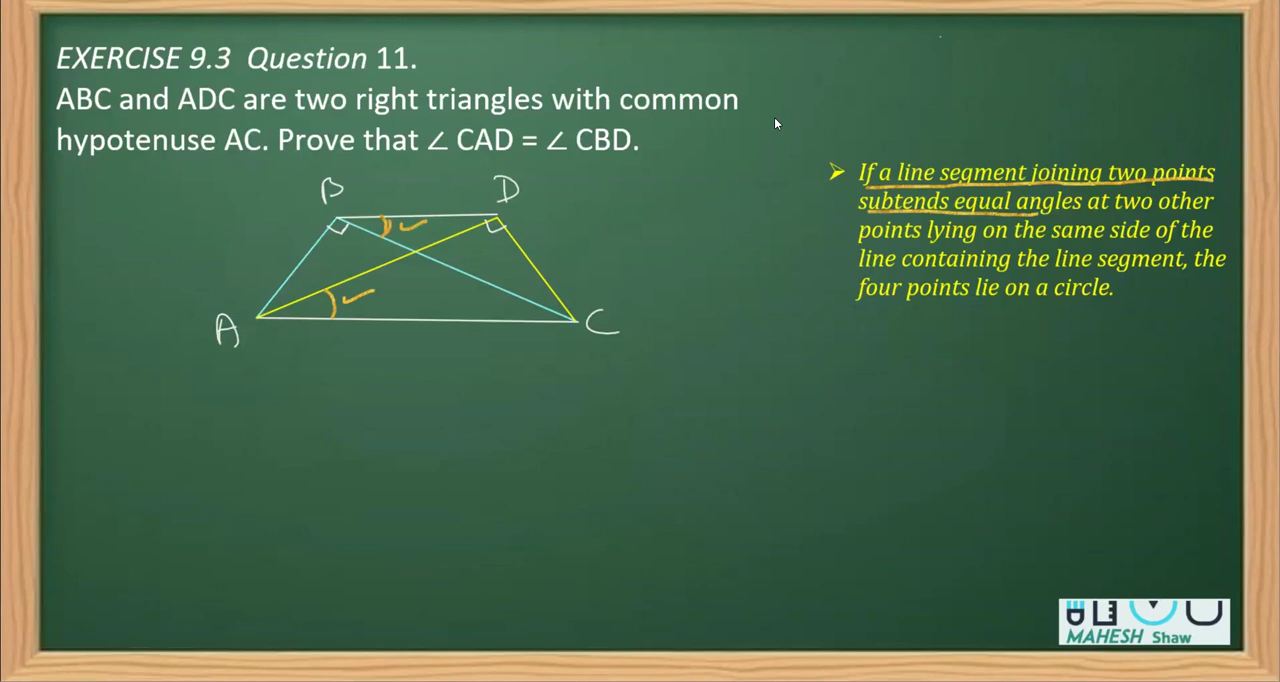 EXERCISE 9.3 Question 11.
ABC and ADC are two right triangles with common
hypotenuse AC. Prove that ∠ CAD = ∠ CBD.
B
D
A
C
➢ If a line segment joining two points
subtends equal angles at two other
points lying on the same side of the
line containing the line segment, the
four points lie on a circle.
MAHESH Shaw